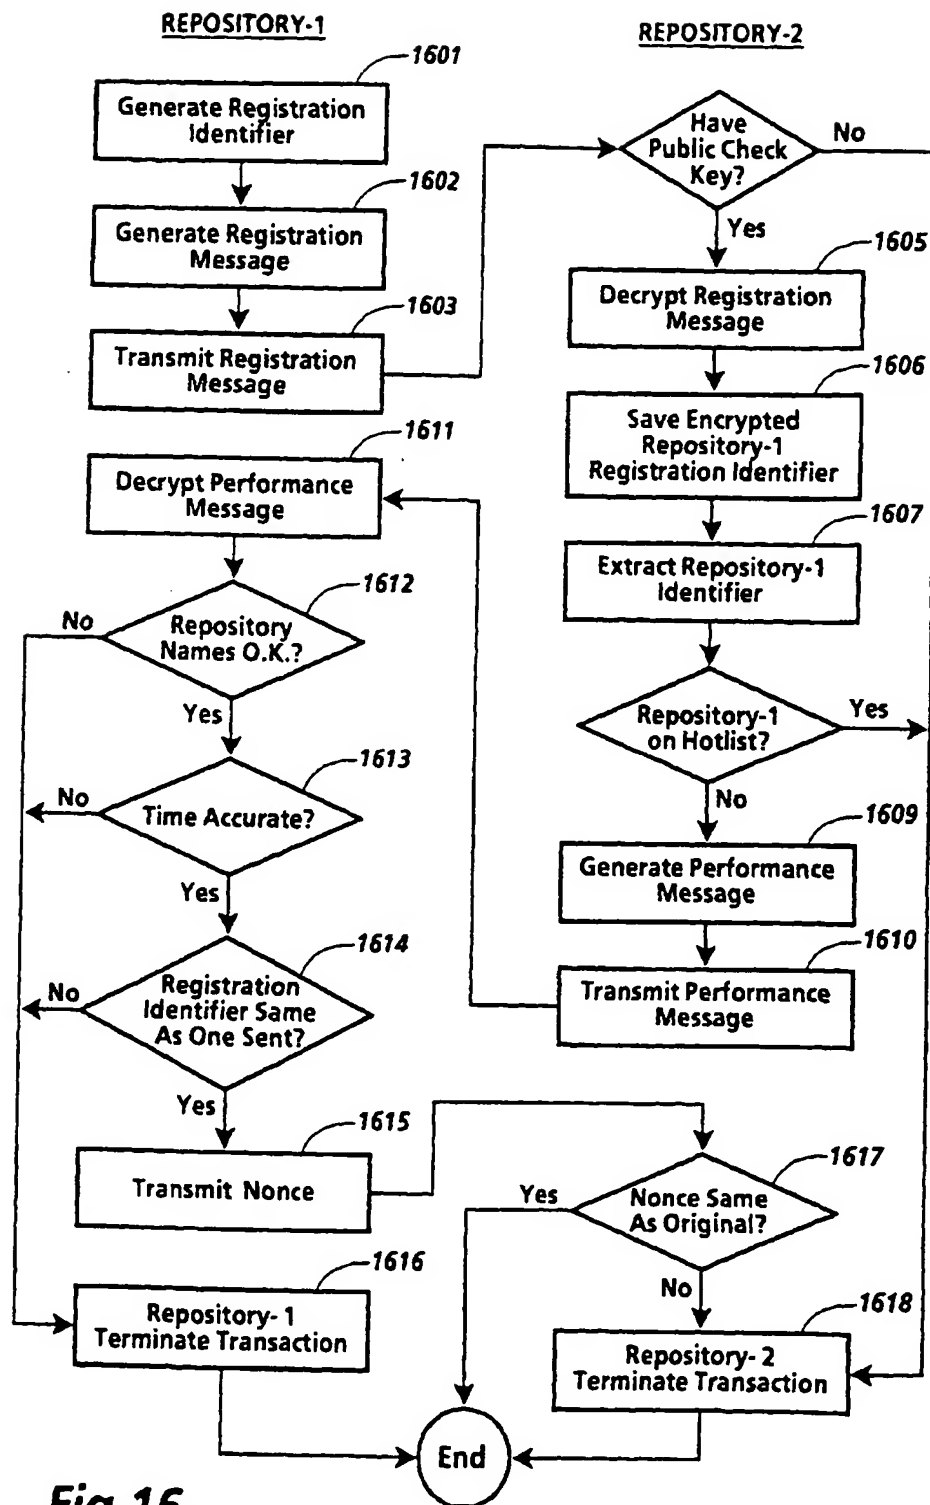 REPOSITORY-1
1601
Generate Registration
Identifier
1602
Generate Registration
Message
1603
Transmit Registration
Message
1611
Decrypt Performance
Message
1612
No
Repository
Names O.K.?
Yes
1613
No
Time Accurate?
Yes
1614
No
Registration
Identifier Same
As One Sent?
Yes
1615
Transmit Nonce
1616
Repository-1
Terminate Transaction
REPOSITORY-2
Have
Public Check
Key?
No
Yes
1605
Decrypt Registration
Message
1606
Save Encrypted
Repository-1
Registration Identifier
1607
Extract Repository-1
Identifier
Repository-1
on Hotlist?
Yes
No
1609
Generate Performance
Message
1610
Transmit Performance
Message
1617
Yes
Nonce Same
As Original?
No
1618
Repository-2
Terminate Transaction
End
Fig.16